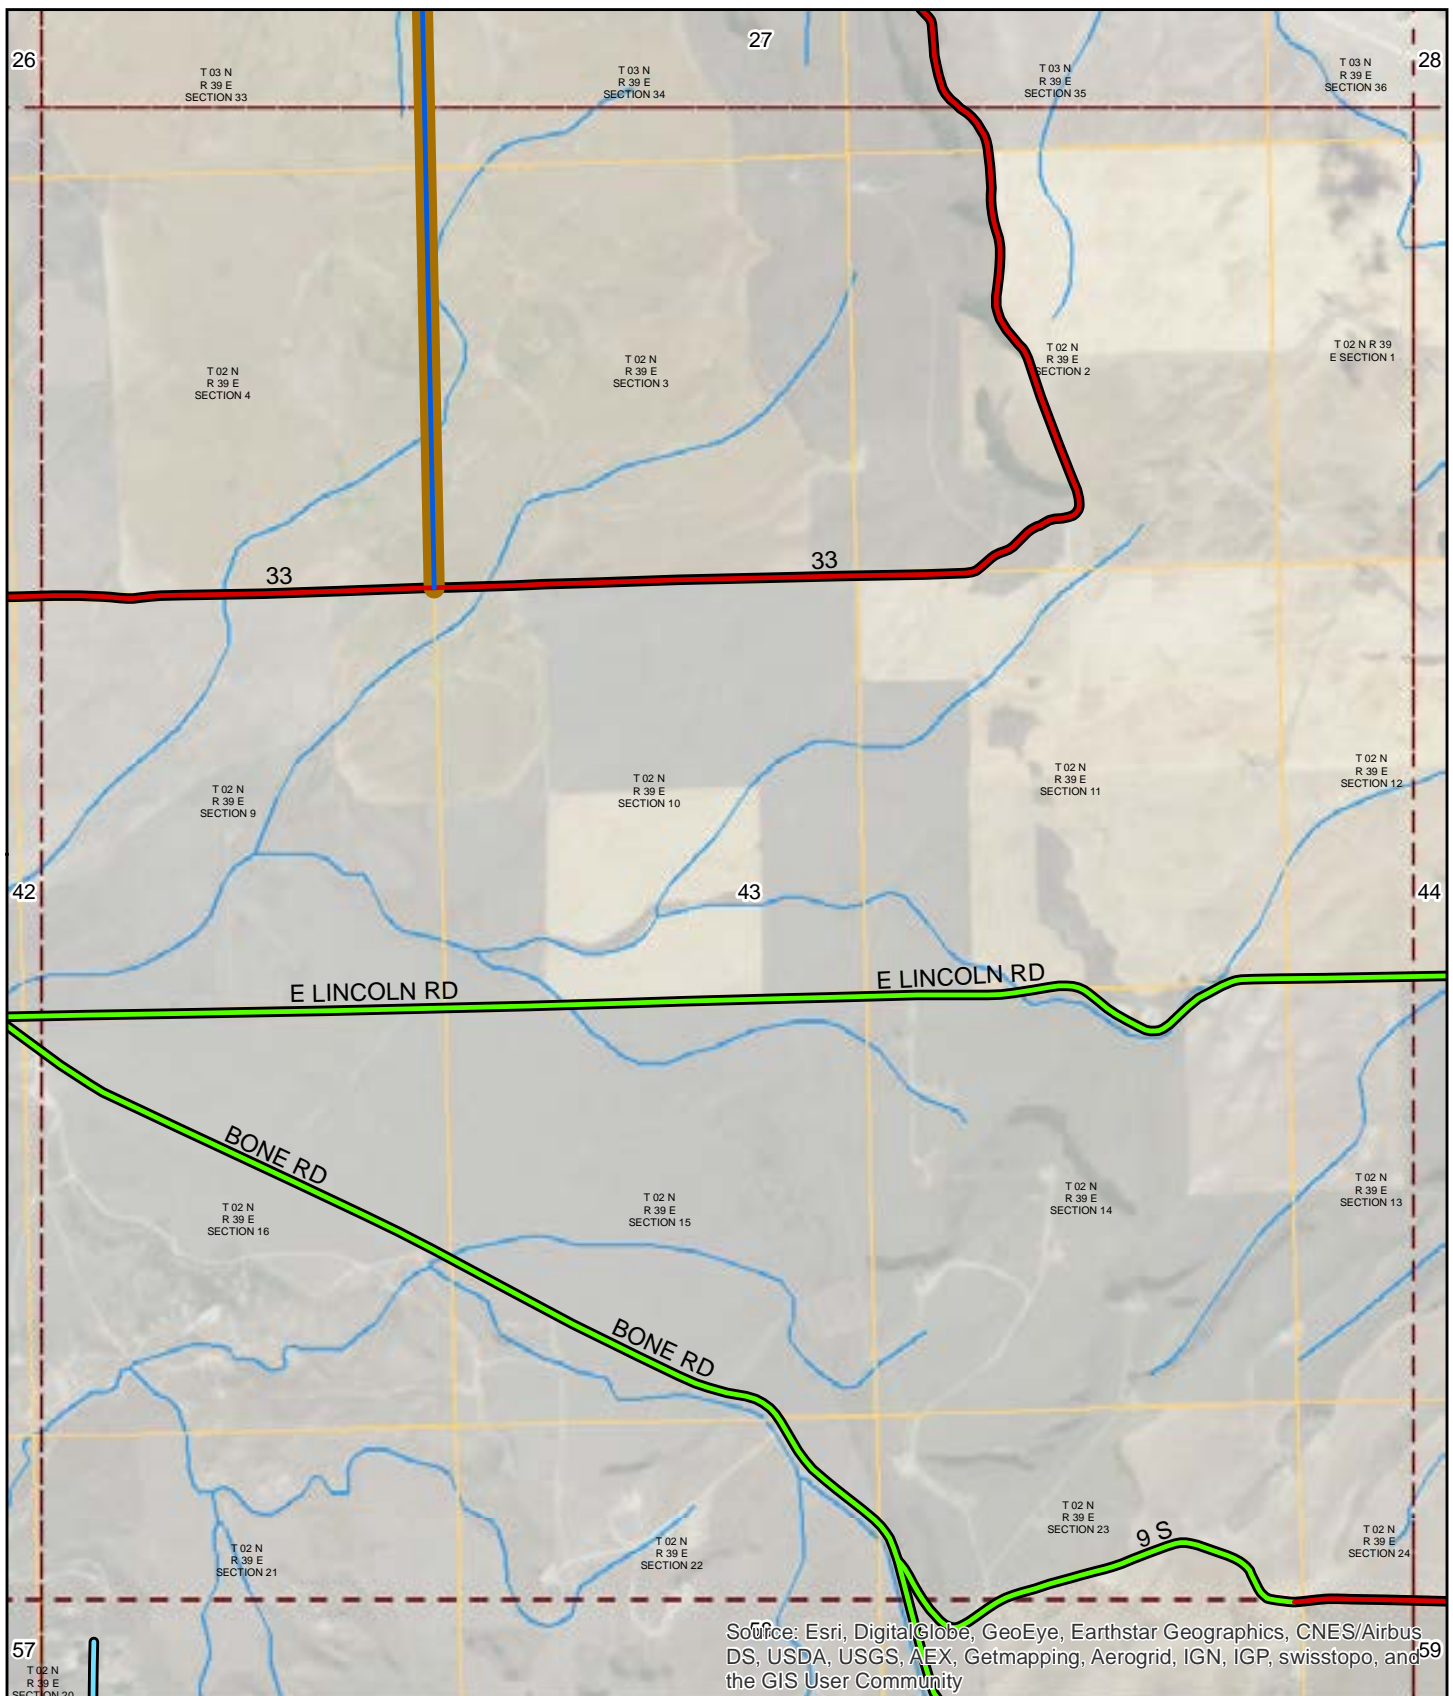 26
27
28
T 03 N
R 39 E
SECTION 33
T 03 N
R 39 E
SECTION 34
T 03 N
R 39 E
SECTION 35
T 03 N
R 39 E
SECTION 36
T 02 N
R 39 E
SECTION 4
T 02 N
R 39 E
SECTION 3
T 02 N
R 39 E
SECTION 2
T 02 N R 39
E SECTION 1
33
33
T 02 N
R 39 E
SECTION 9
T 02 N
R 39 E
SECTION 10
T 02 N
R 39 E
SECTION 11
T 02 N
R 39 E
SECTION 12
42
43
44
E LINCOLN RD
E LINCOLN RD
BONE RD
T 02 N
R 39 E
SECTION 16
T 02 N
R 39 E
SECTION 15
T 02 N
R 39 E
SECTION 14
T 02 N
R 39 E
SECTION 13
BONE RD
T 02 N
R 39 E
SECTION 21
T 02 N
R 39 E
SECTION 22
T 02 N
R 39 E
SECTION 23
9 S
T 02 N
R 39 E
SECTION 24
57
59
T 02 N
R 39 E
SECTION 20
Source: Esri, DigitalGlobe, GeoEye, Earthstar Geographics, CNES/Airbus
DS, USDA, USGS, AEX, Getmapping, Aerogrid, IGN, IGP, swisstopo, and
the GIS User Community